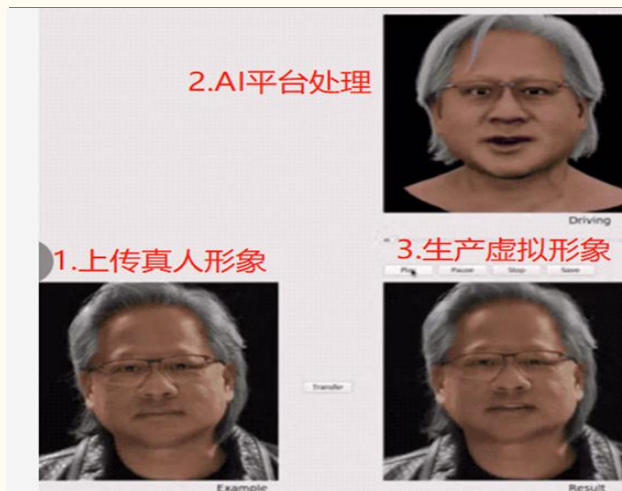 2.AI平台处理
Driving
1.上传真人形象
3.生产虚拟形象
Play
Pause
Stop
Save
Transfer
Example
Result